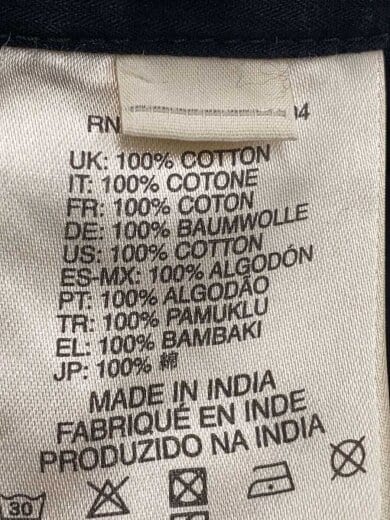 RN 4
UK: 100% COTTON
IT: 100% COTONE
FR: 100% COTON
DE: 100% BAUMWOLLE
US: 100% COTTON
ES-MX: 100% ALGODÓN
PT: 100% ALGODÃO
TR: 100% PAMUKLU
EL: 100% BAMBAKI
JP: 100% 綿
MADE IN INDIA
FABRIQUÉ EN INDE
PRODUZIDO NA INDIA
30